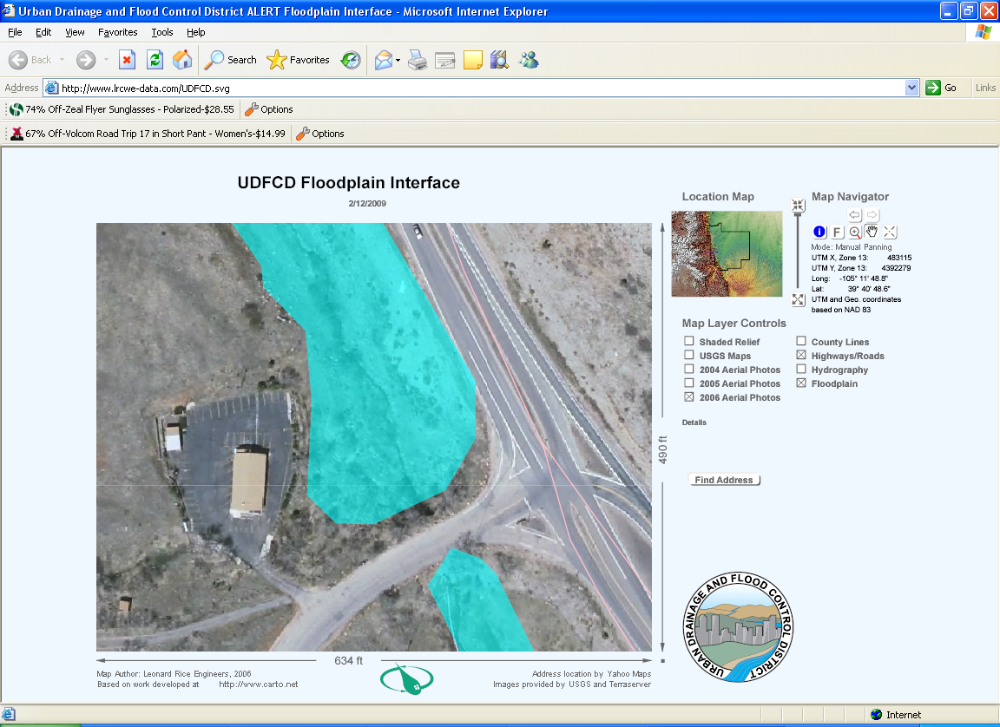 Urban Drainage and Flood Control District ALERT Floodplain Interface - Microsoft Internet Explorer
File Edit View Favorites Tools Help
Back Search Favorites
Address http://www.lrcwe-data.com/UDFCD.svg Go Links
74% Off-Zeal Flyer Sunglasses - Polarized-$28.55 Options
67% Off-Volcom Road Trip 17 in Short Pant - Women's-$14.99 Options
UDFCD Floodplain Interface
2/12/2009
Location Map
Map Navigator
i F
Mode: Manual Panning
UTM X, Zone 13: 483115
UTM Y, Zone 13: 4392279
Long: -105° 11' 48.8"
Lat: 39° 40' 48.6"
UTM and Geo. coordinates
based on NAD 83
Map Layer Controls
Shaded Relief County Lines
USGS Maps Highways/Roads
2004 Aerial Photos Hydrography
2005 Aerial Photos Floodplain
2006 Aerial Photos
Details
490 ft
Find Address
URBAN DRAINAGE AND FLOOD CONTROL DISTRICT
634 ft
Map Author: Leonard Rice Engineers, 2006
Based on work developed at http://www.carto.net
Address location by Yahoo Maps
Images provided by USGS and Terraserver
Internet